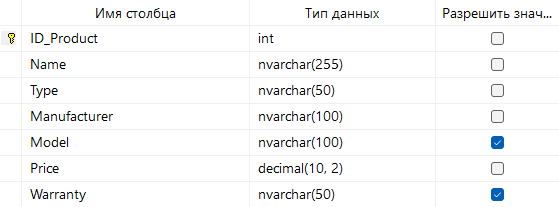 Имя столбца Тип данных Разрешить знач...
ID_Product int
Name nvarchar(255)
Type nvarchar(50)
Manufacturer nvarchar(100)
Model nvarchar(100)
Price decimal(10, 2)
Warranty nvarchar(50)